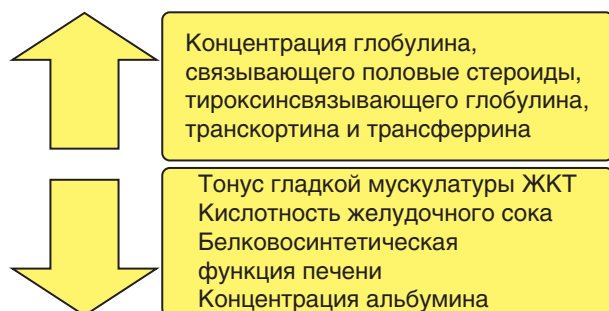 Концентрация глобулина,
связывающего половые стероиды,
тироксинсвязывающего глобулина,
транскортина и трансферрина
Тонус гладкой мускулатуры ЖКТ
Кислотность желудочного сока
Белковосинтетическая
функция печени
Концентрация альбумина